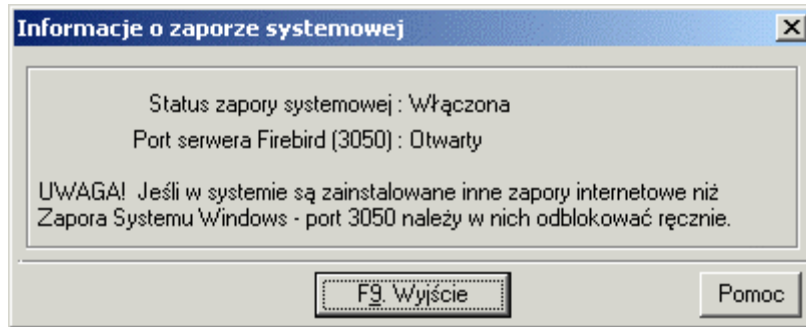 Informacje o zaporze systemowej
Status zapory systemowej : Włączona
Port serwera Firebird (3050) : Otwarty
UWAGA! Jeśli w systemie są zainstalowane inne zapory internetowe niż
Zapora Systemu Windows - port 3050 należy w nich odblokować ręcznie.
F9. Wyjście
Pomoc